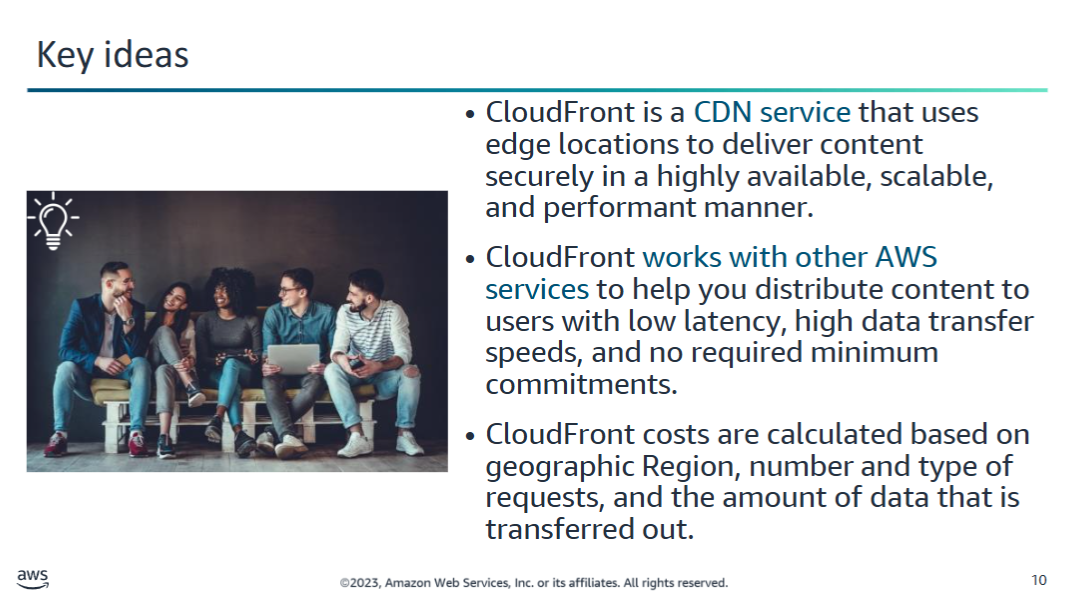 Key ideas
• CloudFront is a CDN service that uses
edge locations to deliver content
securely in a highly available, scalable,
and performant manner.
• CloudFront works with other AWS
services to help you distribute content to
users with low latency, high data transfer
speeds, and no required minimum
commitments.
• CloudFront costs are calculated based on
geographic Region, number and type of
requests, and the amount of data that is
transferred out.
aws
©2023, Amazon Web Services, Inc. or its affiliates. All rights reserved.
10